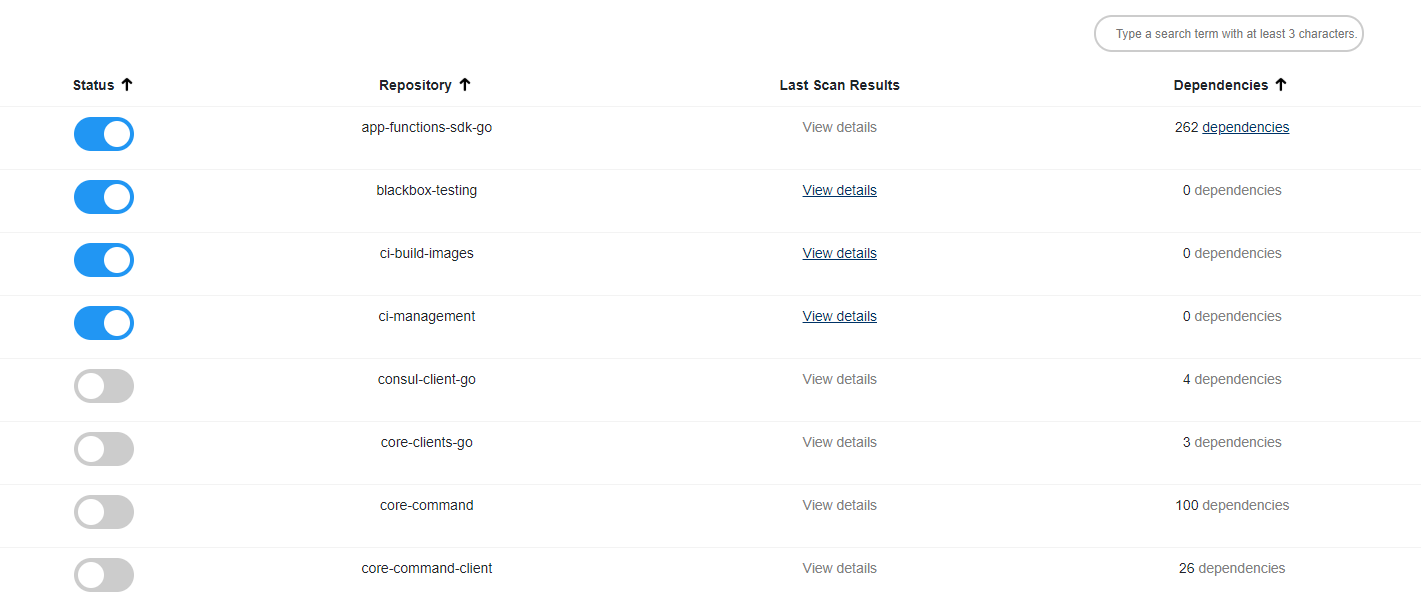 Type a search term with at least 3 characters.
Status Repository Last Scan Results Dependencies
app-functions-sdk-go View details 262 dependencies
blackbox-testing View details 0 dependencies
ci-build-images View details 0 dependencies
ci-management View details 0 dependencies
consul-client-go View details 4 dependencies
core-clients-go View details 3 dependencies
core-command View details 100 dependencies
core-command-client View details 26 dependencies